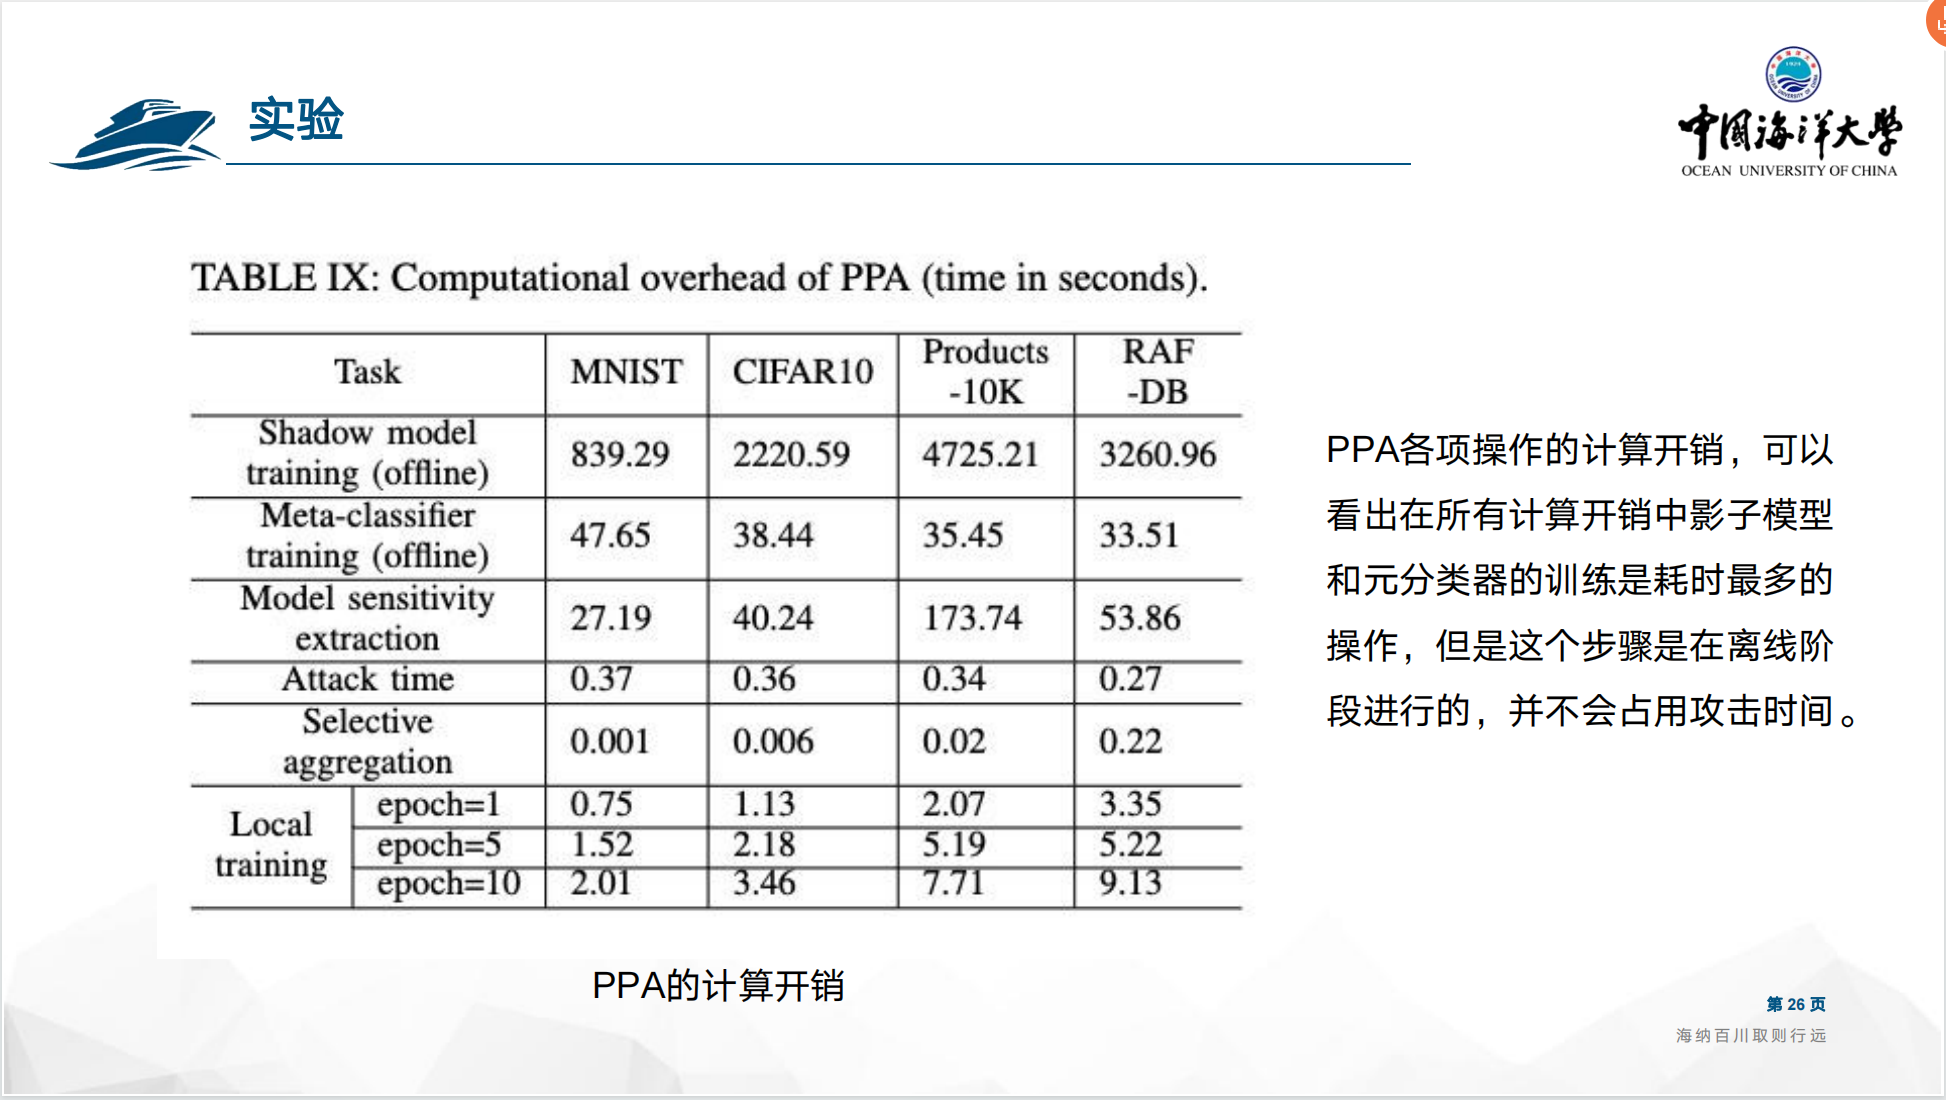 实验
中国海洋大学
OCEAN UNIVERSITY OF CHINA
TABLE IX: Computational overhead of PPA (time in seconds).
Task MNIST CIFAR10 Products -10K RAF -DB
Shadow model training (offline) 839.29 2220.59 4725.21 3260.96
Meta-classifier training (offline) 47.65 38.44 35.45 33.51
Model sensitivity extraction 27.19 40.24 173.74 53.86
Attack time 0.37 0.36 0.34 0.27
Selective aggregation 0.001 0.006 0.02 0.22
Local training epoch=1 0.75 1.13 2.07 3.35
epoch=5 1.52 2.18 5.19 5.22
epoch=10 2.01 3.46 7.71 9.13
PPA的计算开销
PPA各项操作的计算开销，可以
看出在所有计算开销中影子模型
和元分类器的训练是耗时最多的
操作，但是这个步骤是在离线阶
段进行的，并不会占用攻击时间。
第 26 页
海纳百川取则行远